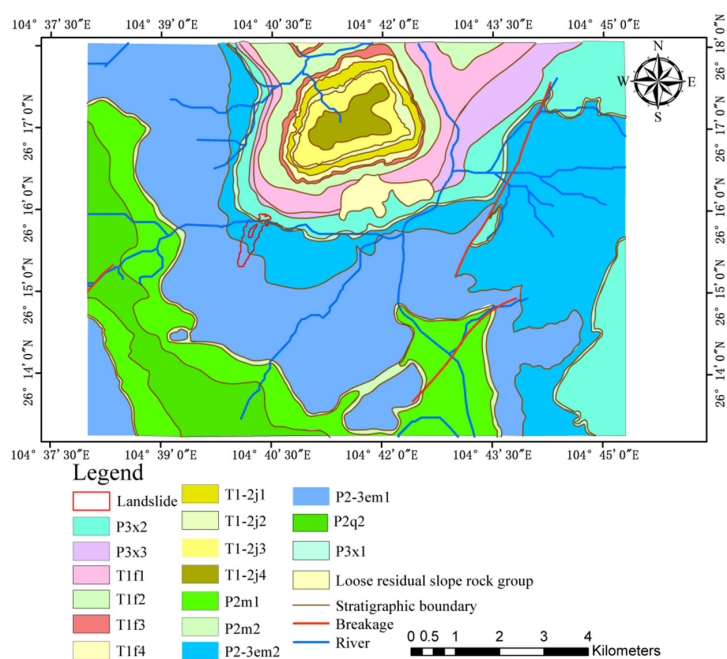 104° 37′ 30″E 104° 39′ 0″E 104° 40′ 30″E 104° 42′ 0″E 104° 43′ 30″E 104° 45′ 0″E
26° 18′ 0″N
26° 17′ 0″N
26° 16′ 0″N
26° 15′ 0″N
26° 14′ 0″N
N
W E
S
26° 17′ 0″N
26° 16′ 0″N
26° 15′ 0″N
26° 14′ 0″N
104° 37′ 30″E 104° 39′ 0″E 104° 40′ 30″E 104° 42′ 0″E 104° 43′ 30″E 104° 45′ 0″E
Legend
Landslide
P3x2
P3x3
T1f1
T1f2
T1f3
T1f4
T1-2j1
T1-2j2
T1-2j3
T1-2j4
P2m1
P2m2
P2-3em2
P2-3em1
P2q2
P3x1
Loose residual slope rock group
Stratigraphic boundary
Breakage
River
0 0.5 1 2 3 4
Kilometers